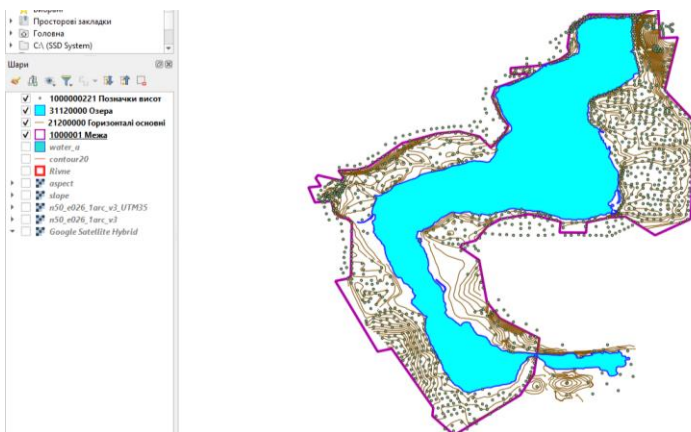 Вибрані
Просторові закладки
Головна
C:\ (SSD System)
Шари
1000000221 Позначки висот
31120000 Озера
21200000 Горизонталі основні
1000001 Межа
water_a
contour20
Rivne
aspect
slope
n50_e026_1arc_v3_UTM35
n50_e026_1arc_v3
Google Satellite Hybrid